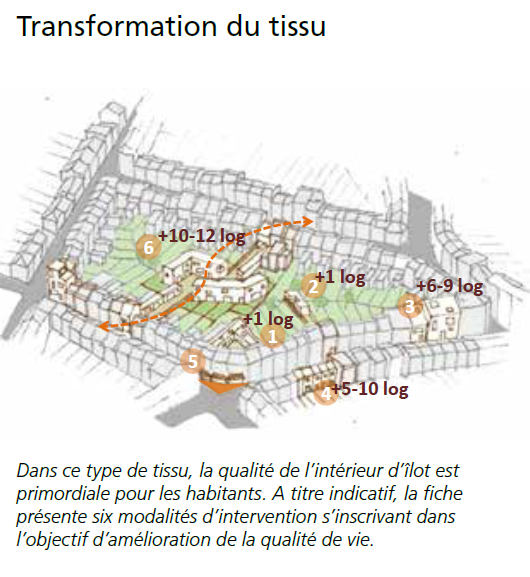 Transformation du tissu
6 +10-12 log
2 +1 log
+6-9 log
3
+1 log
1
5
4 +5-10 log
Dans ce type de tissu, la qualité de l'intérieur d'îlot est
primordiale pour les habitants. A titre indicatif, la fiche
présente six modalités d'intervention s'inscrivant dans
l'objectif d'amélioration de la qualité de vie.